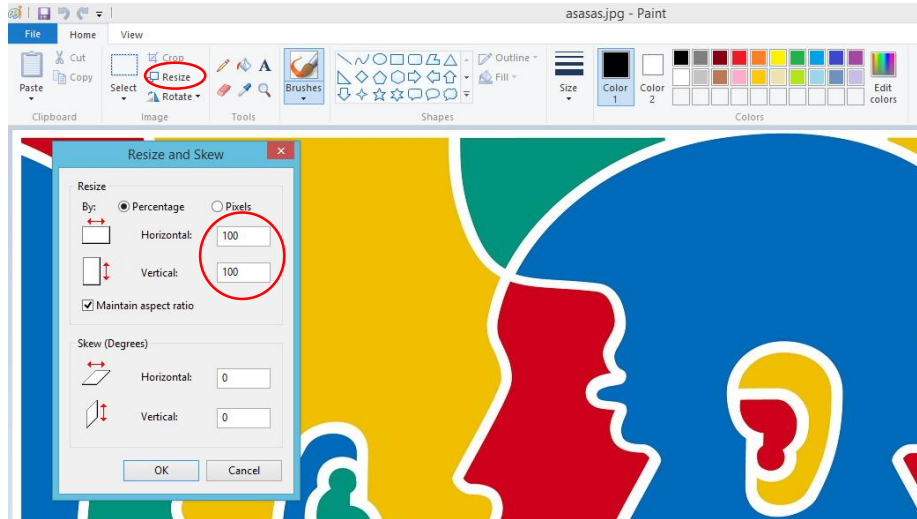 asasas.jpg - Paint
File Home View
Paste
Cut
Copy
Clipboard
Select
Crop
Resize
Rotate
Image
A
Tools
Brushes
Outline
Fill
Shapes
Size
Color 1
Color 2
Edit colors
Colors
Resize and Skew
Resize
By: Percentage Pixels
Horizontal: 100
Vertical: 100
Maintain aspect ratio
Skew (Degrees)
Horizontal: 0
Vertical: 0
OK Cancel